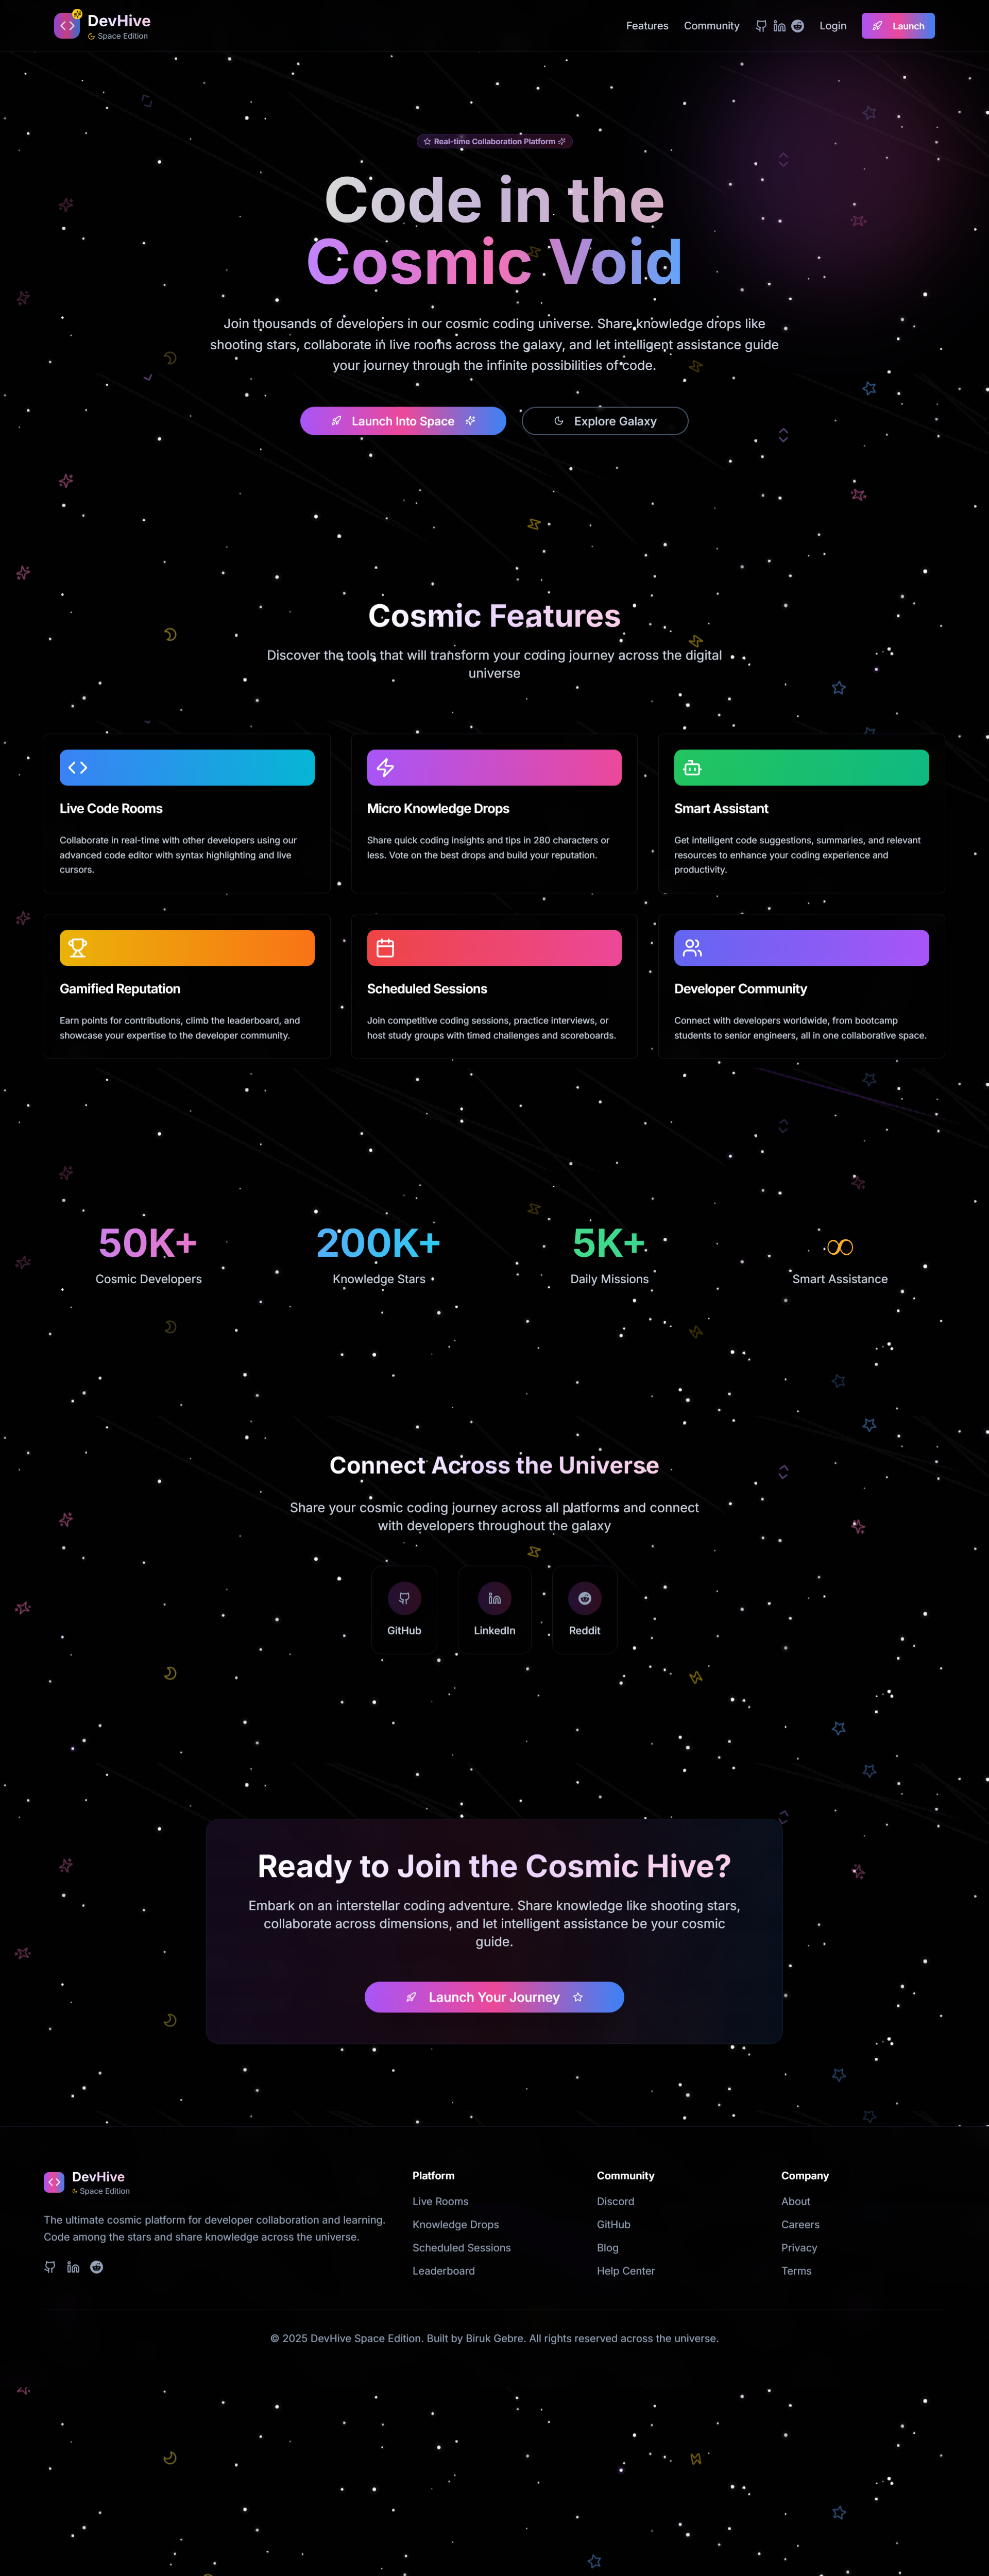 DevHive
Space Edition
Features
Community
Login
Launch
Real-time Collaboration Platform
Code in the
Cosmic Void
Join thousands of developers in our cosmic coding universe. Share knowledge drops like
shooting stars, collaborate in live rooms across the galaxy, and let intelligent assistance guide
your journey through the infinite possibilities of code.
Launch Into Space
Explore Galaxy
Cosmic Features
Discover the tools that will transform your coding journey across the digital
universe
Live Code Rooms
Collaborate in real-time with other developers using our
advanced code editor with syntax highlighting and live
cursors.
Micro Knowledge Drops
Share quick coding insights and tips in 280 characters or
less. Vote on the best drops and build your reputation.
Smart Assistant
Get intelligent code suggestions, summaries, and relevant
resources to enhance your coding experience and
productivity.
Gamified Reputation
Earn points for contributions, climb the leaderboard, and
showcase your expertise to the developer community.
Scheduled Sessions
Join competitive coding sessions, practice interviews, or
host study groups with timed challenges and scoreboards.
Developer Community
Connect with developers worldwide, from bootcamp
students to senior engineers, all in one collaborative space.
50K+
Cosmic Developers
200K+
Knowledge Stars
5K+
Daily Missions
∞
Smart Assistance
Connect Across the Universe
Share your cosmic coding journey across all platforms and connect
with developers throughout the galaxy
GitHub
LinkedIn
Reddit
Ready to Join the Cosmic Hive?
Embark on an interstellar coding adventure. Share knowledge like shooting stars,
collaborate across dimensions, and let intelligent assistance be your cosmic
guide.
Launch Your Journey
DevHive
Space Edition
The ultimate cosmic platform for developer collaboration and learning.
Code among the stars and share knowledge across the universe.
Platform
Live Rooms
Knowledge Drops
Scheduled Sessions
Leaderboard
Community
Discord
GitHub
Blog
Help Center
Company
About
Careers
Privacy
Terms
© 2025 DevHive Space Edition. Built by Biruk Gebre. All rights reserved across the universe.